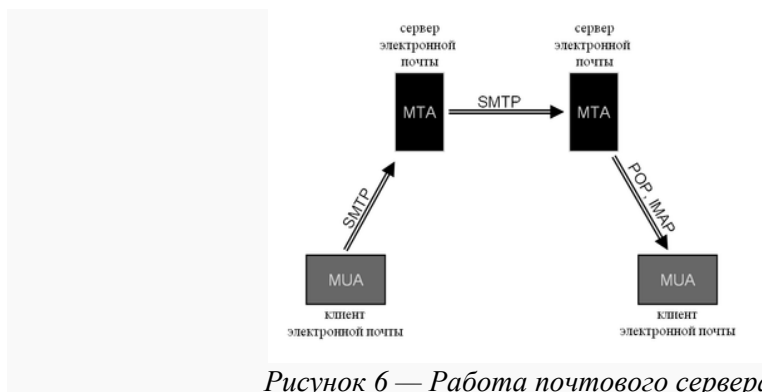 сервер
электронной
почты
сервер
электронной
почты
MTA
SMTP
MTA
SMTP
POP, IMAP
MUA
клиент
электронной почты
MUA
клиент
электронной почты
Рисунок 6 — Работа почтового сервера